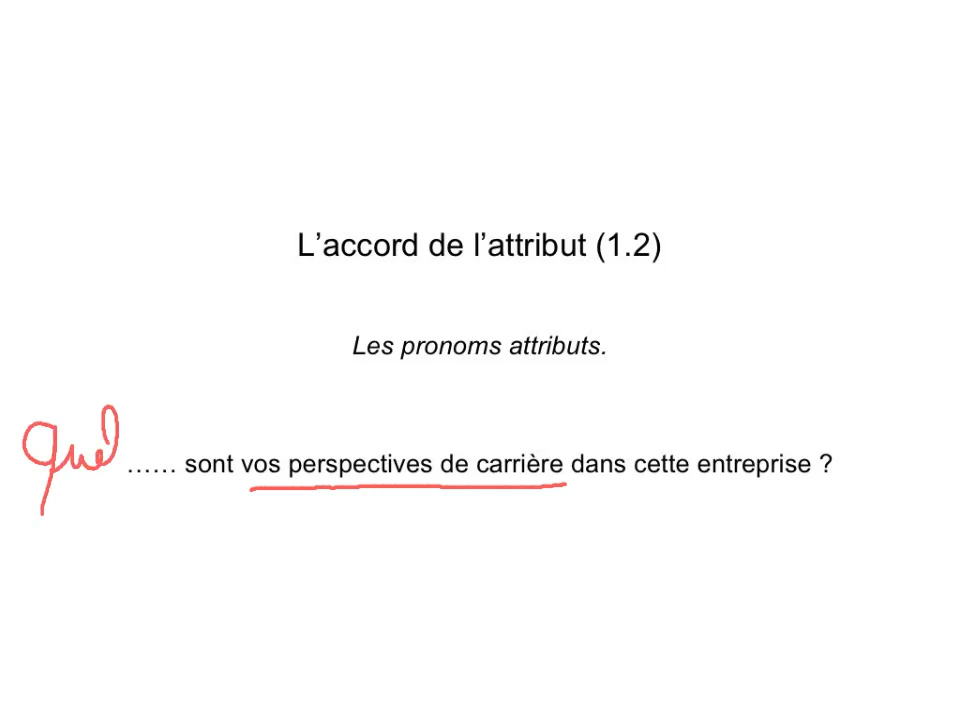 L’accord de l’attribut (1.2)
Les pronoms attributs.
Quel …… sont vos perspectives de carrière dans cette entreprise ?